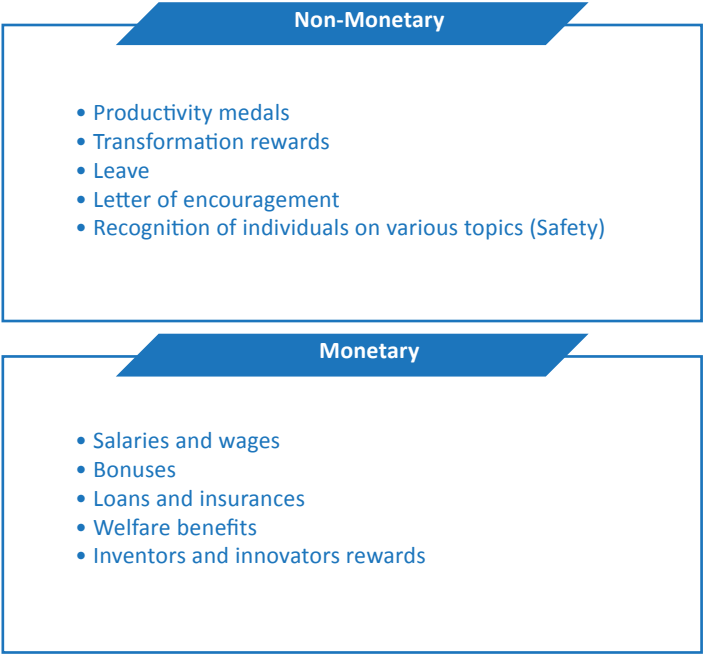 Non-Monetary
• Productivity medals
• Transformation rewards
• Leave
• Letter of encouragement
• Recognition of individuals on various topics (Safety)
Monetary
• Salaries and wages
• Bonuses
• Loans and insurances
• Welfare benefits
• Inventors and innovators rewards